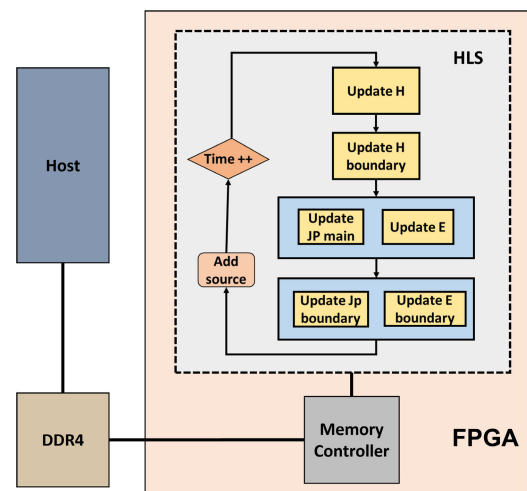 HLS
Update H
Host
Time ++
Update H
boundary
Update
JP main
Update E
Add
source
Update Jp
boundary
Update E
boundary
DDR4
Memory
Controller
FPGA